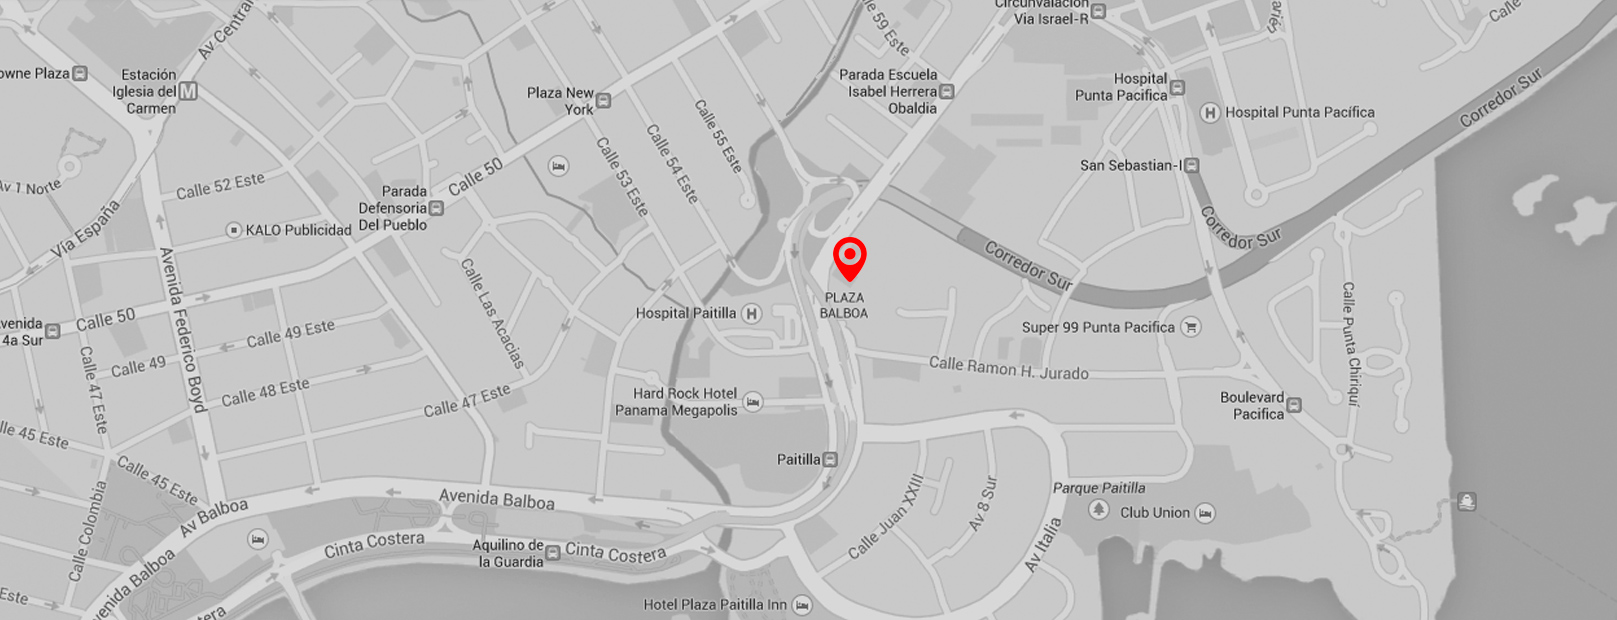 Circunvalación
Via Israel-R
Calle 59 Este
Av Central
owne Plaza
Estación
Iglesia del
Carmen
M
Plaza New
York
Parada Escuela
Isabel Herrera
Obaldia
Hospital
Punta Pacifica
H
Hospital Punta Pacífica
Corredor Sur
Calle 55 Este
Calle 54 Este
Calle 53 Este
Calle 50
San Sebastian-I
Av 1 Norte
Calle 52 Este
Parada
Defensoria
Del Pueblo
KALO Publicidad
Vía España
Corredor Sur
Corredor Sur
PLAZA
BALBOA
Avenida Federico Boyd
Calle Las Acacias
Hospital Paitilla
H
Super 99 Punta Pacifica
Calle Punta Chiriquí
Calle 50
venida
4a Sur
Calle 49 Este
Calle 49
Calle 48 Este
Calle 47 Este
Calle 47 Este
Calle Ramon H. Jurado
Hard Rock Hotel
Panama Megapolis
Boulevard
Pacifica
lle 45 Este
Calle 45 Este
Paitilla
Calle Colombia
Av Balboa
Avenida Balboa
Parque Paitilla
Club Union
Calle Juan XXIII
Av 8 Sur
Av Italia
Cinta Costera
Aquilino de
la Guardia
Cinta Costera
venida Balboa
Este
tera
Hotel Plaza Paitilla Inn